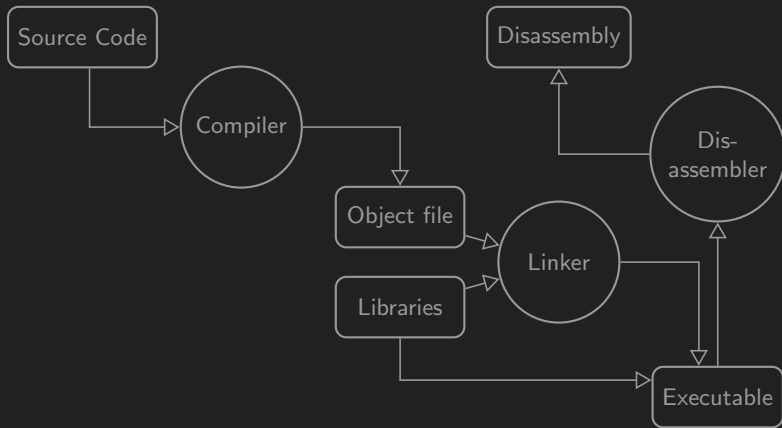 Source Code
Disassembly
Compiler
Dis-
assembler
Object file
Linker
Libraries
Executable